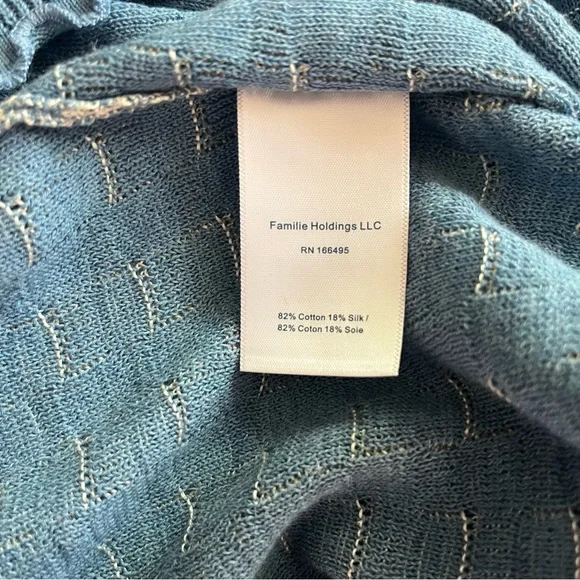 Familie Holdings LLC
RN 166495
82% Cotton 18% Silk /
82% Coton 18% Soie